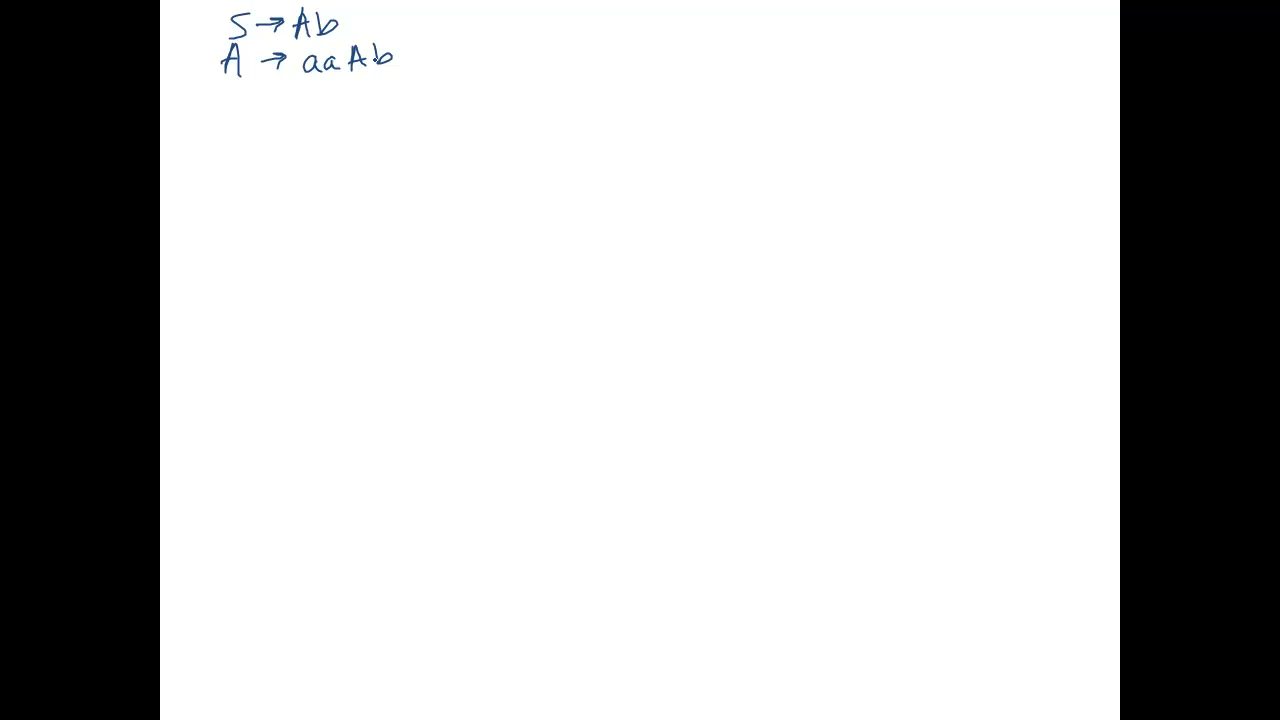 S → Ab
A → aaAb